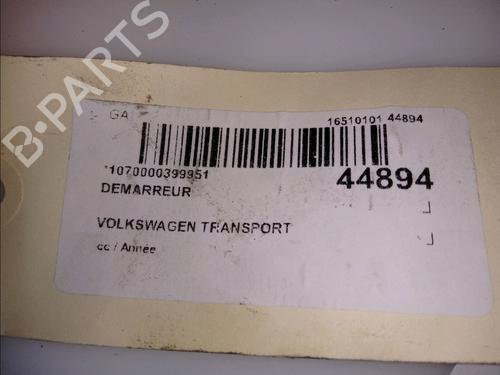 B-PARTS
GA
16510101 44894
*1070000399951
44894
DEMARREUR
VOLKSWAGEN TRANSPORT
cc / Année